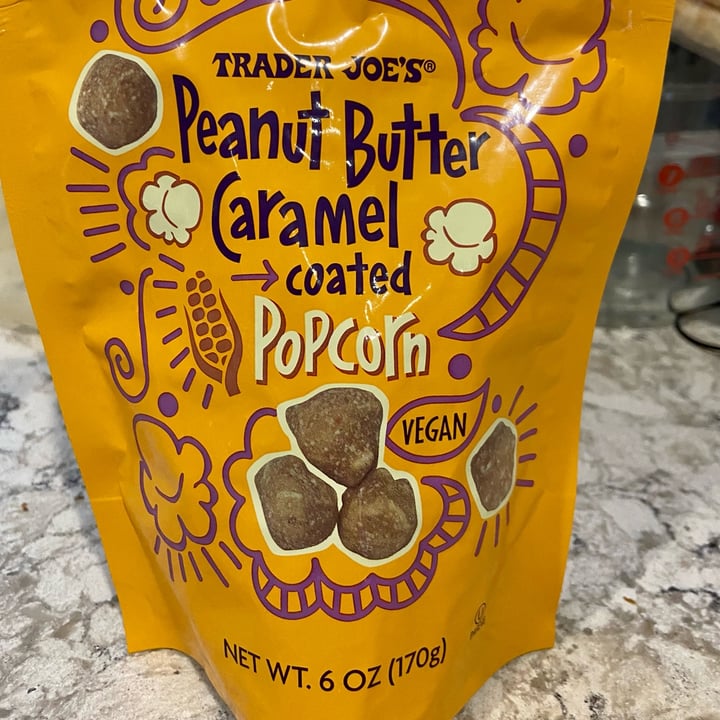 TRADER JOE'S®
Peanut Butter
Caramel
coated
Popcorn
VEGAN
NET WT. 6 OZ (170g)